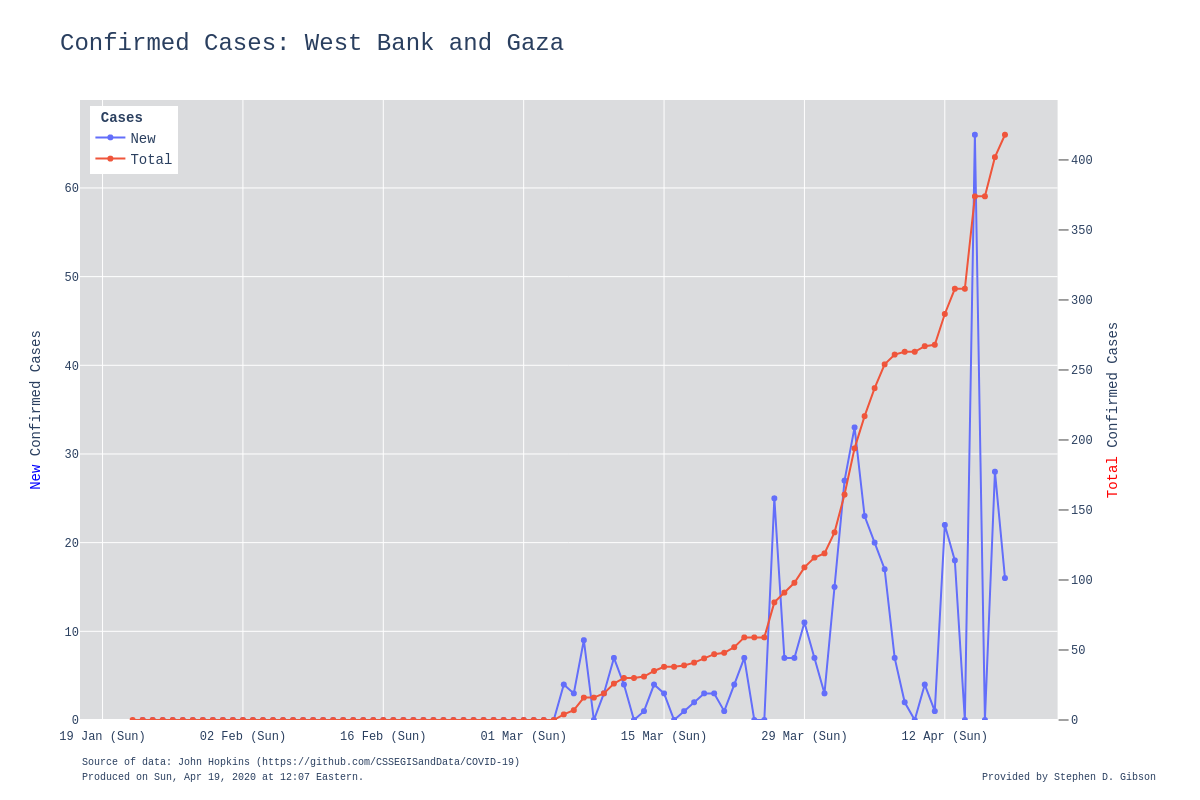 Confirmed Cases: West Bank and Gaza
Cases
New
Total
60
50
40
30
20
10
0
400
350
300
250
200
150
100
50
0
New Confirmed Cases
Total Confirmed Cases
19 Jan (Sun)
02 Feb (Sun)
16 Feb (Sun)
01 Mar (Sun)
15 Mar (Sun)
29 Mar (Sun)
12 Apr (Sun)
Source of data: John Hopkins (https://github.com/CSSEGISandData/COVID-19)
Produced on Sun, Apr 19, 2020 at 12:07 Eastern.
Provided by Stephen D. Gibson